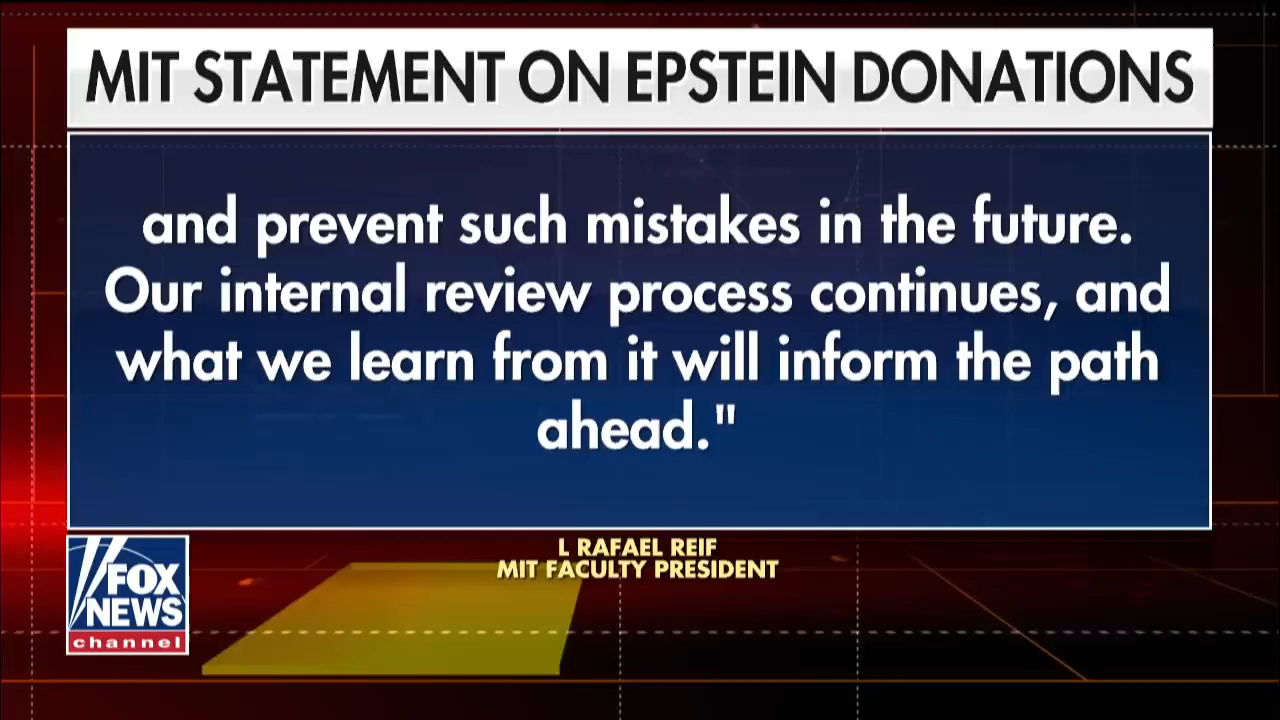 MIT STATEMENT ON EPSTEIN DONATIONS
and prevent such mistakes in the future.
Our internal review process continues, and
what we learn from it will inform the path
ahead."
L RAFAEL REIF
MIT FACULTY PRESIDENT
FOX
NEWS
channel